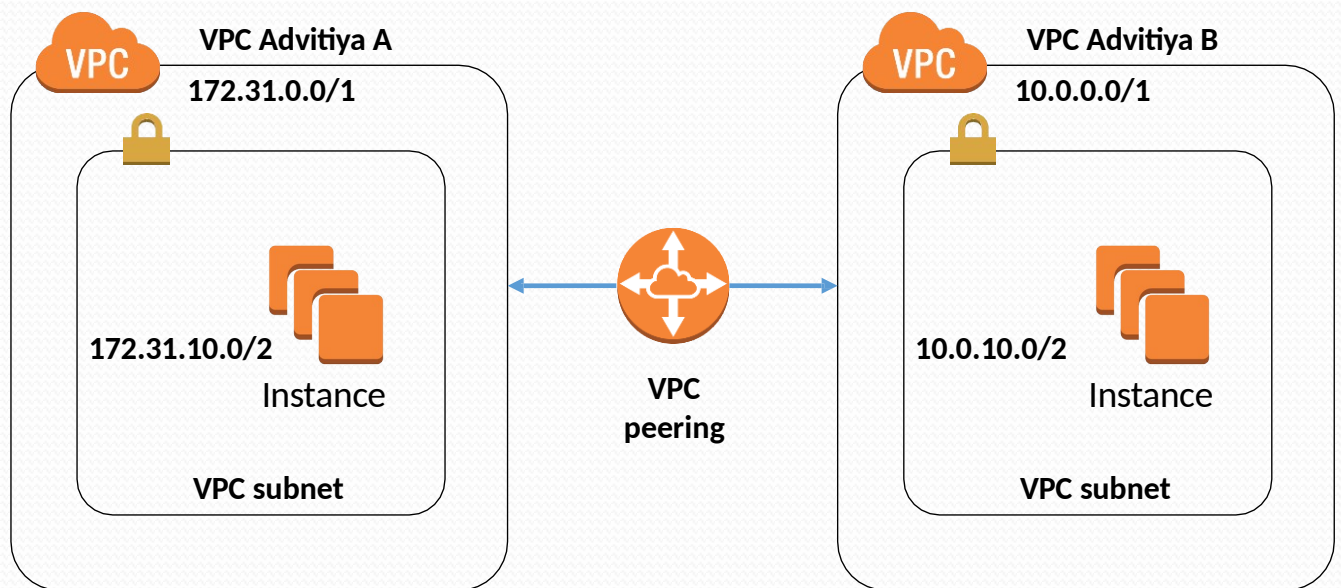 VPC
VPC Advitiya A
172.31.0.0/1
172.31.10.0/2
Instance
VPC subnet
VPC
peering
VPC
VPC Advitiya B
10.0.0.0/1
10.0.10.0/2
Instance
VPC subnet